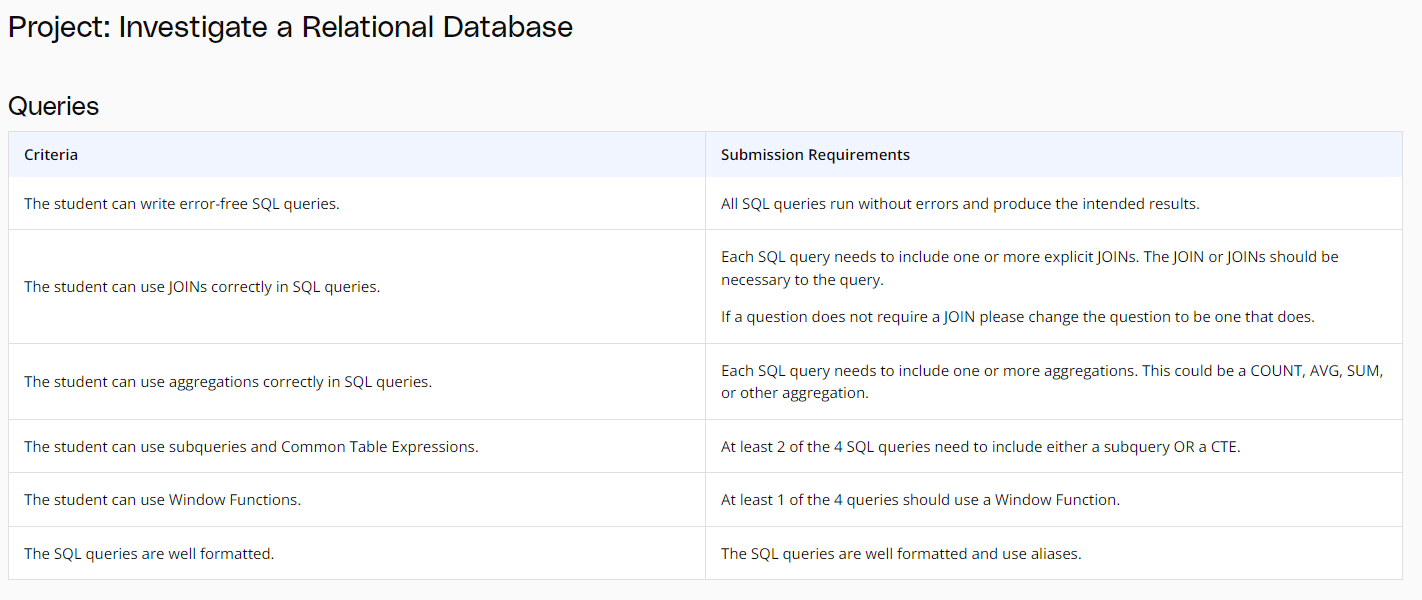 Project: Investigate a Relational Database
Queries
Criteria
Submission Requirements
The student can write error-free SQL queries.
All SQL queries run without errors and produce the intended results.
The student can use JOINs correctly in SQL queries.
Each SQL query needs to include one or more explicit JOINs. The JOIN or JOINs should be
necessary to the query.
If a question does not require a JOIN please change the question to be one that does.
The student can use aggregations correctly in SQL queries.
Each SQL query needs to include one or more aggregations. This could be a COUNT, AVG, SUM,
or other aggregation.
The student can use subqueries and Common Table Expressions.
At least 2 of the 4 SQL queries need to include either a subquery OR a CTE.
The student can use Window Functions.
At least 1 of the 4 queries should use a Window Function.
The SQL queries are well formatted.
The SQL queries are well formatted and use aliases.